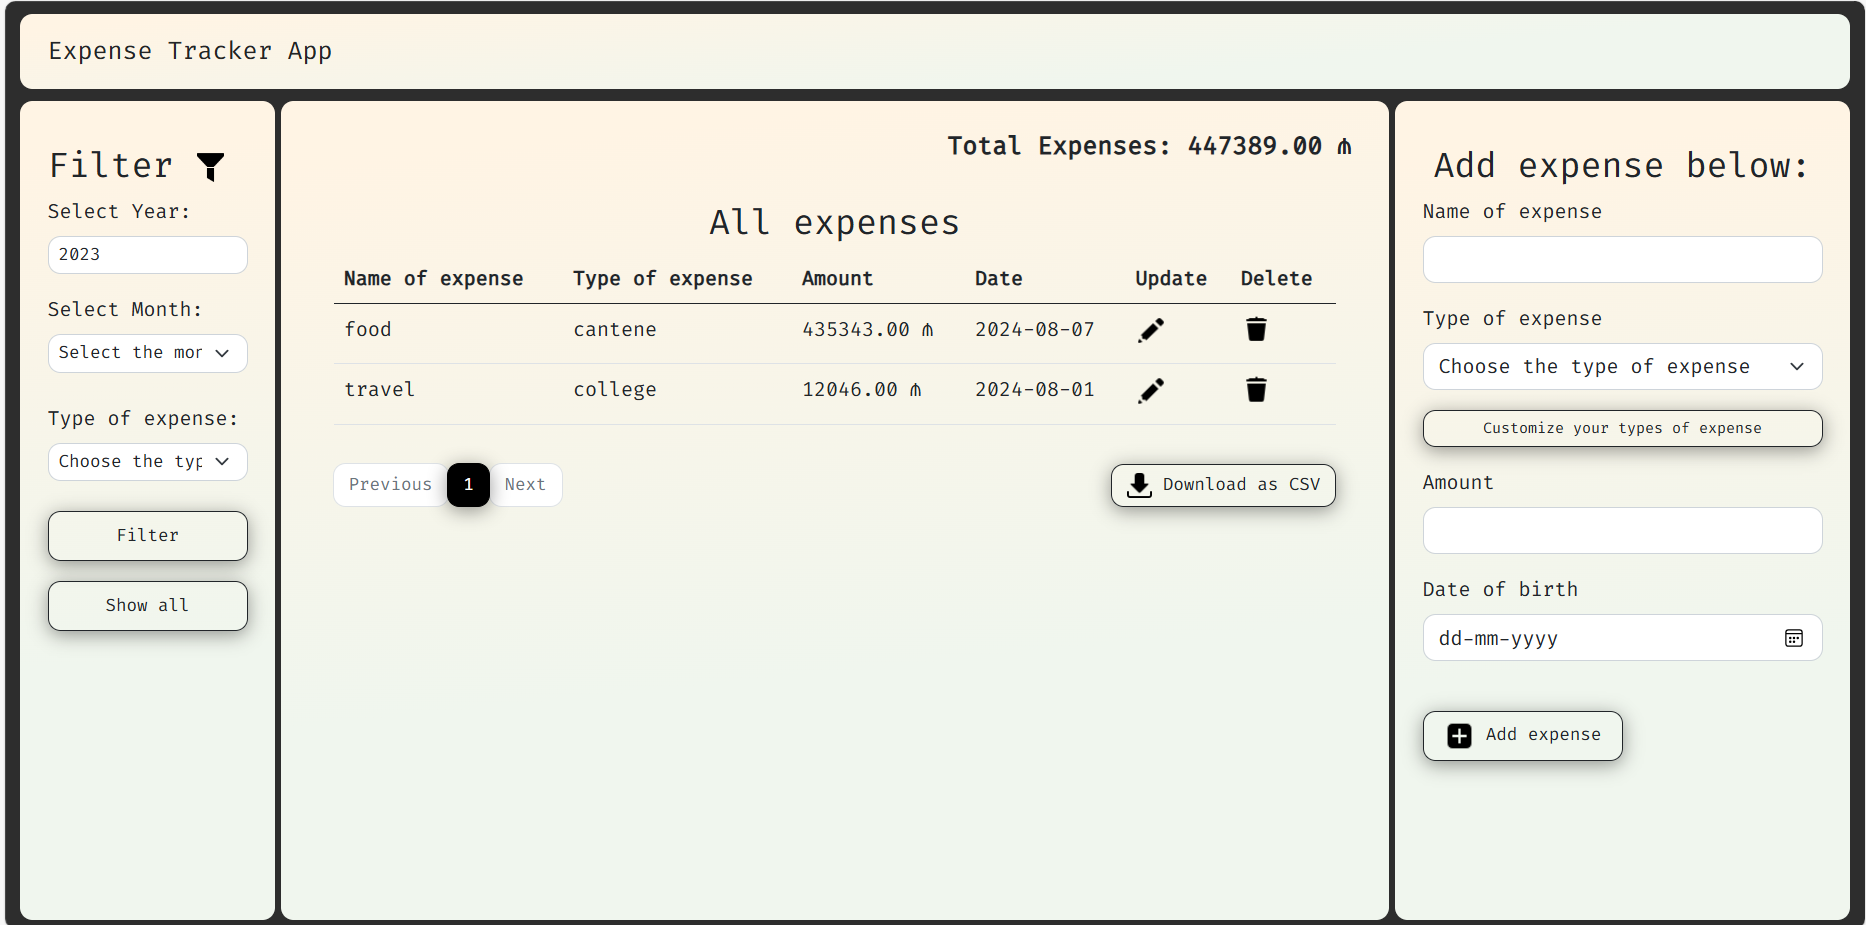 Expense Tracker App
Filter
Select Year:
2023
Select Month:
Select the mor
Type of expense:
Choose the typ
Filter
Show all
Total Expenses: 447389.00 ₼
All expenses
Name of expense Type of expense Amount Date Update Delete
food cantene 435343.00 ₼ 2024-08-07
travel college 12046.00 ₼ 2024-08-01
Previous 1 Next
Download as CSV
Add expense below:
Name of expense
Type of expense
Choose the type of expense
Customize your types of expense
Amount
Date of birth
dd-mm-yyyy
Add expense